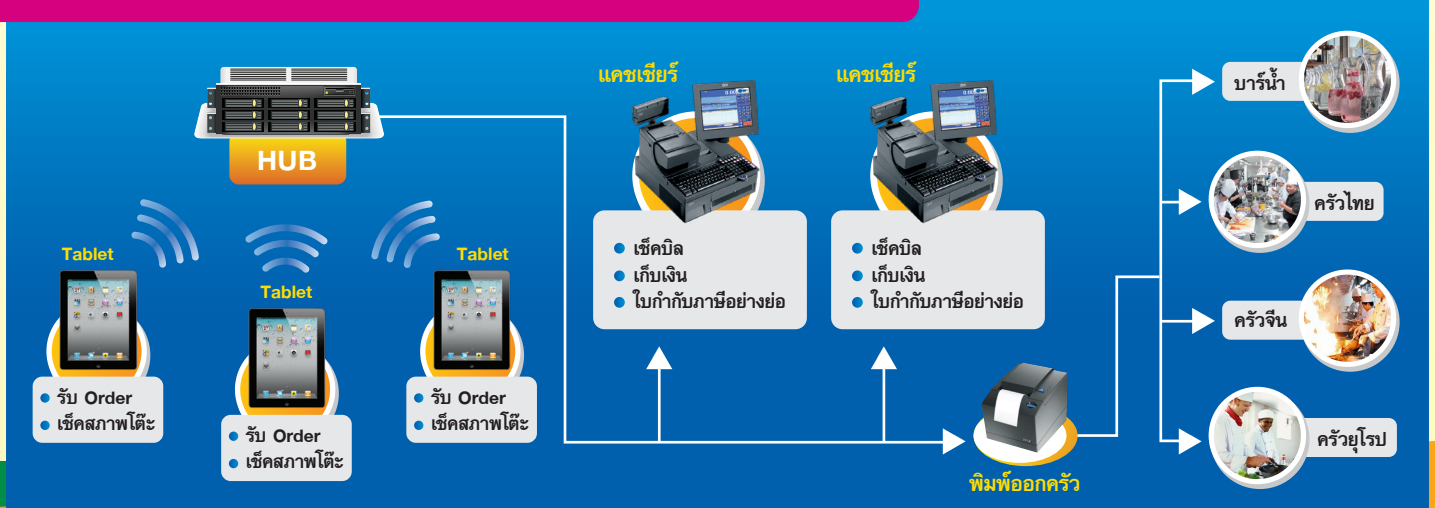 HUB
Tablet
● รับ Order
● เช็คสภาพโต๊ะ
Tablet
● รับ Order
● เช็คสภาพโต๊ะ
Tablet
● รับ Order
● เช็คสภาพโต๊ะ
แคชเชียร์
● เช็คบิล
● เก็บเงิน
● ใบกำกับภาษีอย่างย่อ
แคชเชียร์
● เช็คบิล
● เก็บเงิน
● ใบกำกับภาษีอย่างย่อ
พิมพ์ออกครัว
บาร์น้ำ
ครัวไทย
ครัวจีน
ครัวยุโรป